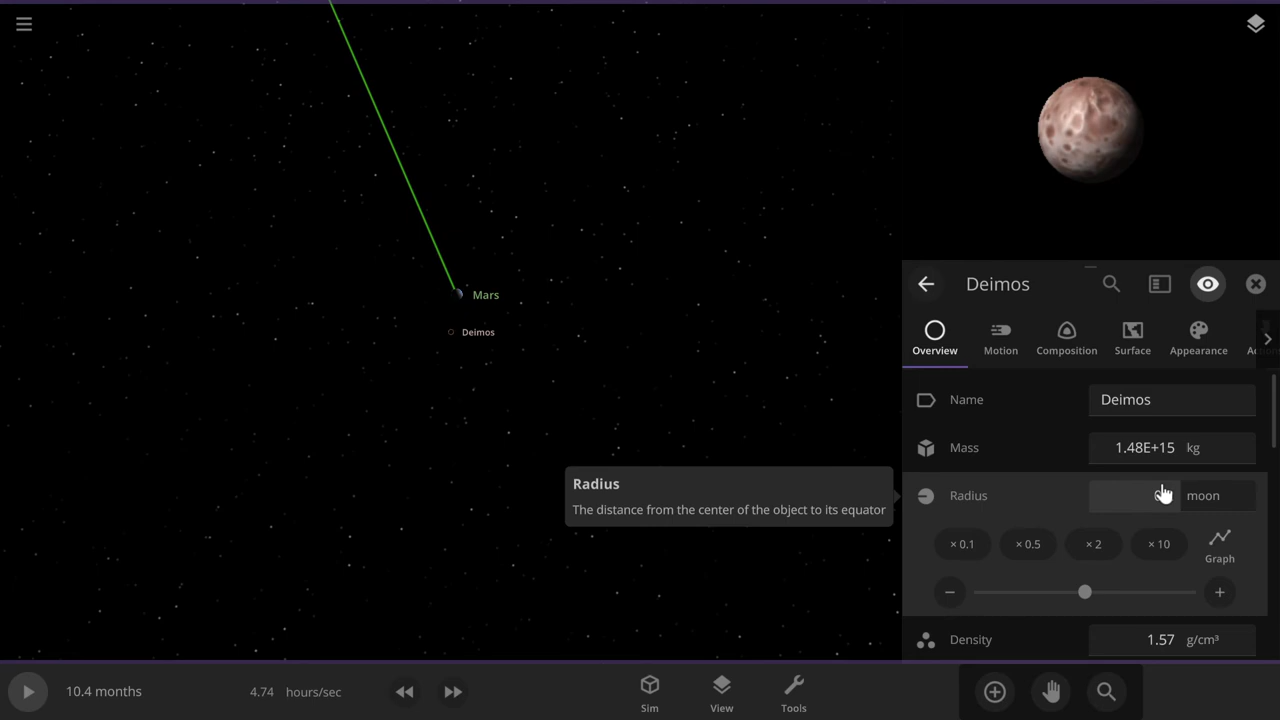 Mars
Deimos
Deimos
Overview
Motion
Composition
Surface
Appearance
Name
Deimos
Mass
1.48E+15 kg
Radius
The distance from the center of the object to its equator
Radius
moon
× 0.1
× 0.5
× 2
× 10
Graph
Density
1.57 g/cm³
10.4 months
4.74 hours/sec
Sim
View
Tools